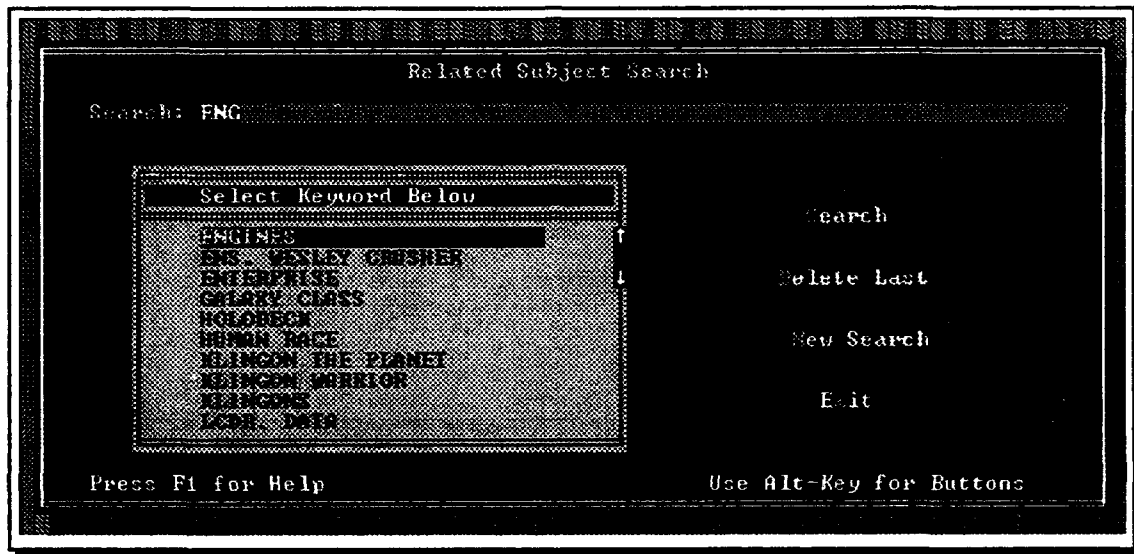 Related Subject Search
Search: ENG
Select Keyword Below
ENGINES
ENS. WESLEY CRUSHER
ENTERPRISE
GALAXY CLASS
HOLODECK
HUMAN RACE
KLINGON THE PLANET
KLINGON WARRIOR
KLINGONS
LCDR. DATA
Search
Delete Last
New Search
Exit
Press F1 for Help
Use Alt-Key for Buttons